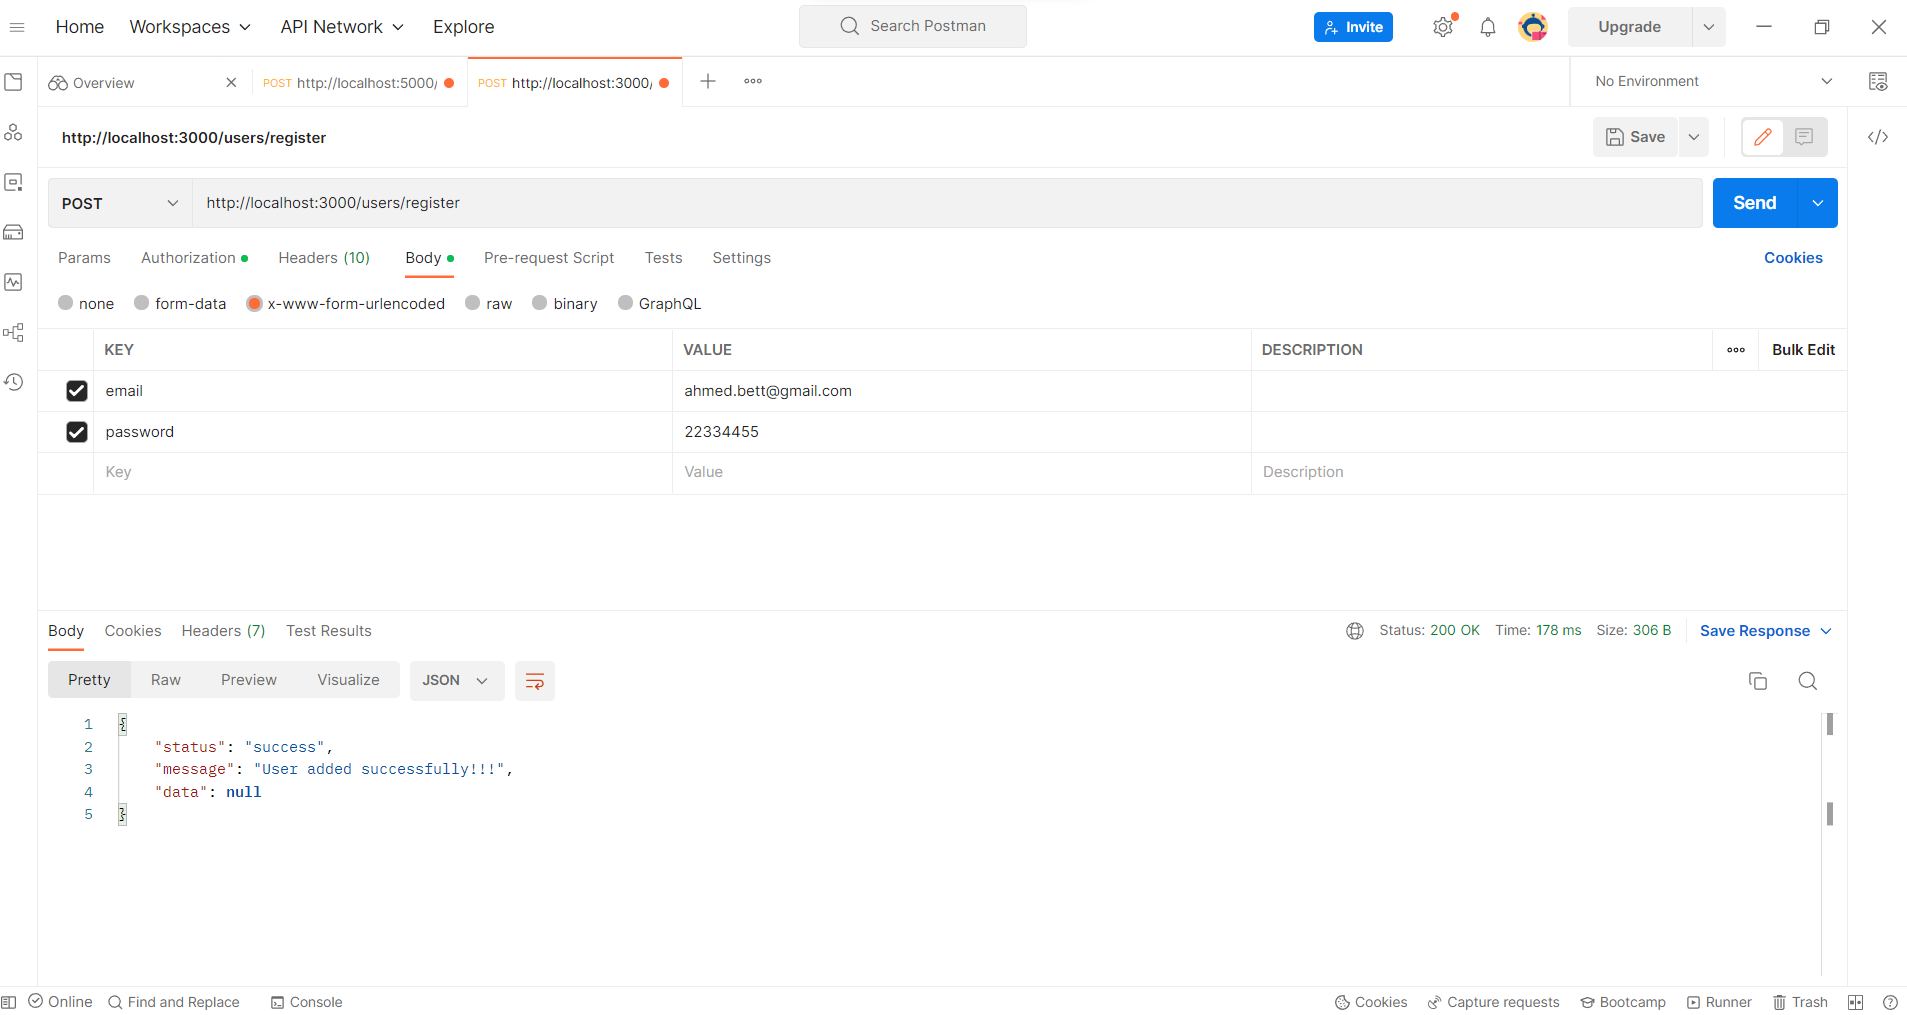 Home Workspaces API Network Explore Search Postman Invite Upgrade
Overview POST http://localhost:5000/ POST http://localhost:3000/ No Environment
http://localhost:3000/users/register Save
POST http://localhost:3000/users/register Send
Params Authorization Headers (10) Body Pre-request Script Tests Settings Cookies
none form-data x-www-form-urlencoded raw binary GraphQL
KEY VALUE DESCRIPTION Bulk Edit
email ahmed.bett@gmail.com
password 22334455
Key Value Description
Body Cookies Headers (7) Test Results Status: 200 OK Time: 178 ms Size: 306 B Save Response
Pretty Raw Preview Visualize JSON
1 {
2 "status": "success",
3 "message": "User added successfully!!!",
4 "data": null
5 }
Online Find and Replace Console Cookies Capture requests Bootcamp Runner Trash